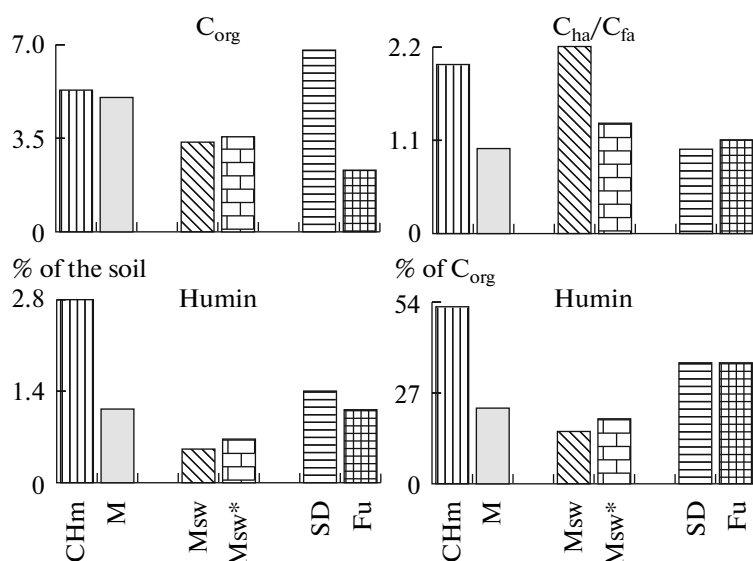 C_org
7.0
3.5
0
C_ha/C_fa
2.2
1.1
0
% of the soil
Humin
2.8
1.4
0
CHm
M
Msw
Msw*
SD
Fu
% of C_org
Humin
54
27
0
CHm
M
Msw
Msw*
SD
Fu